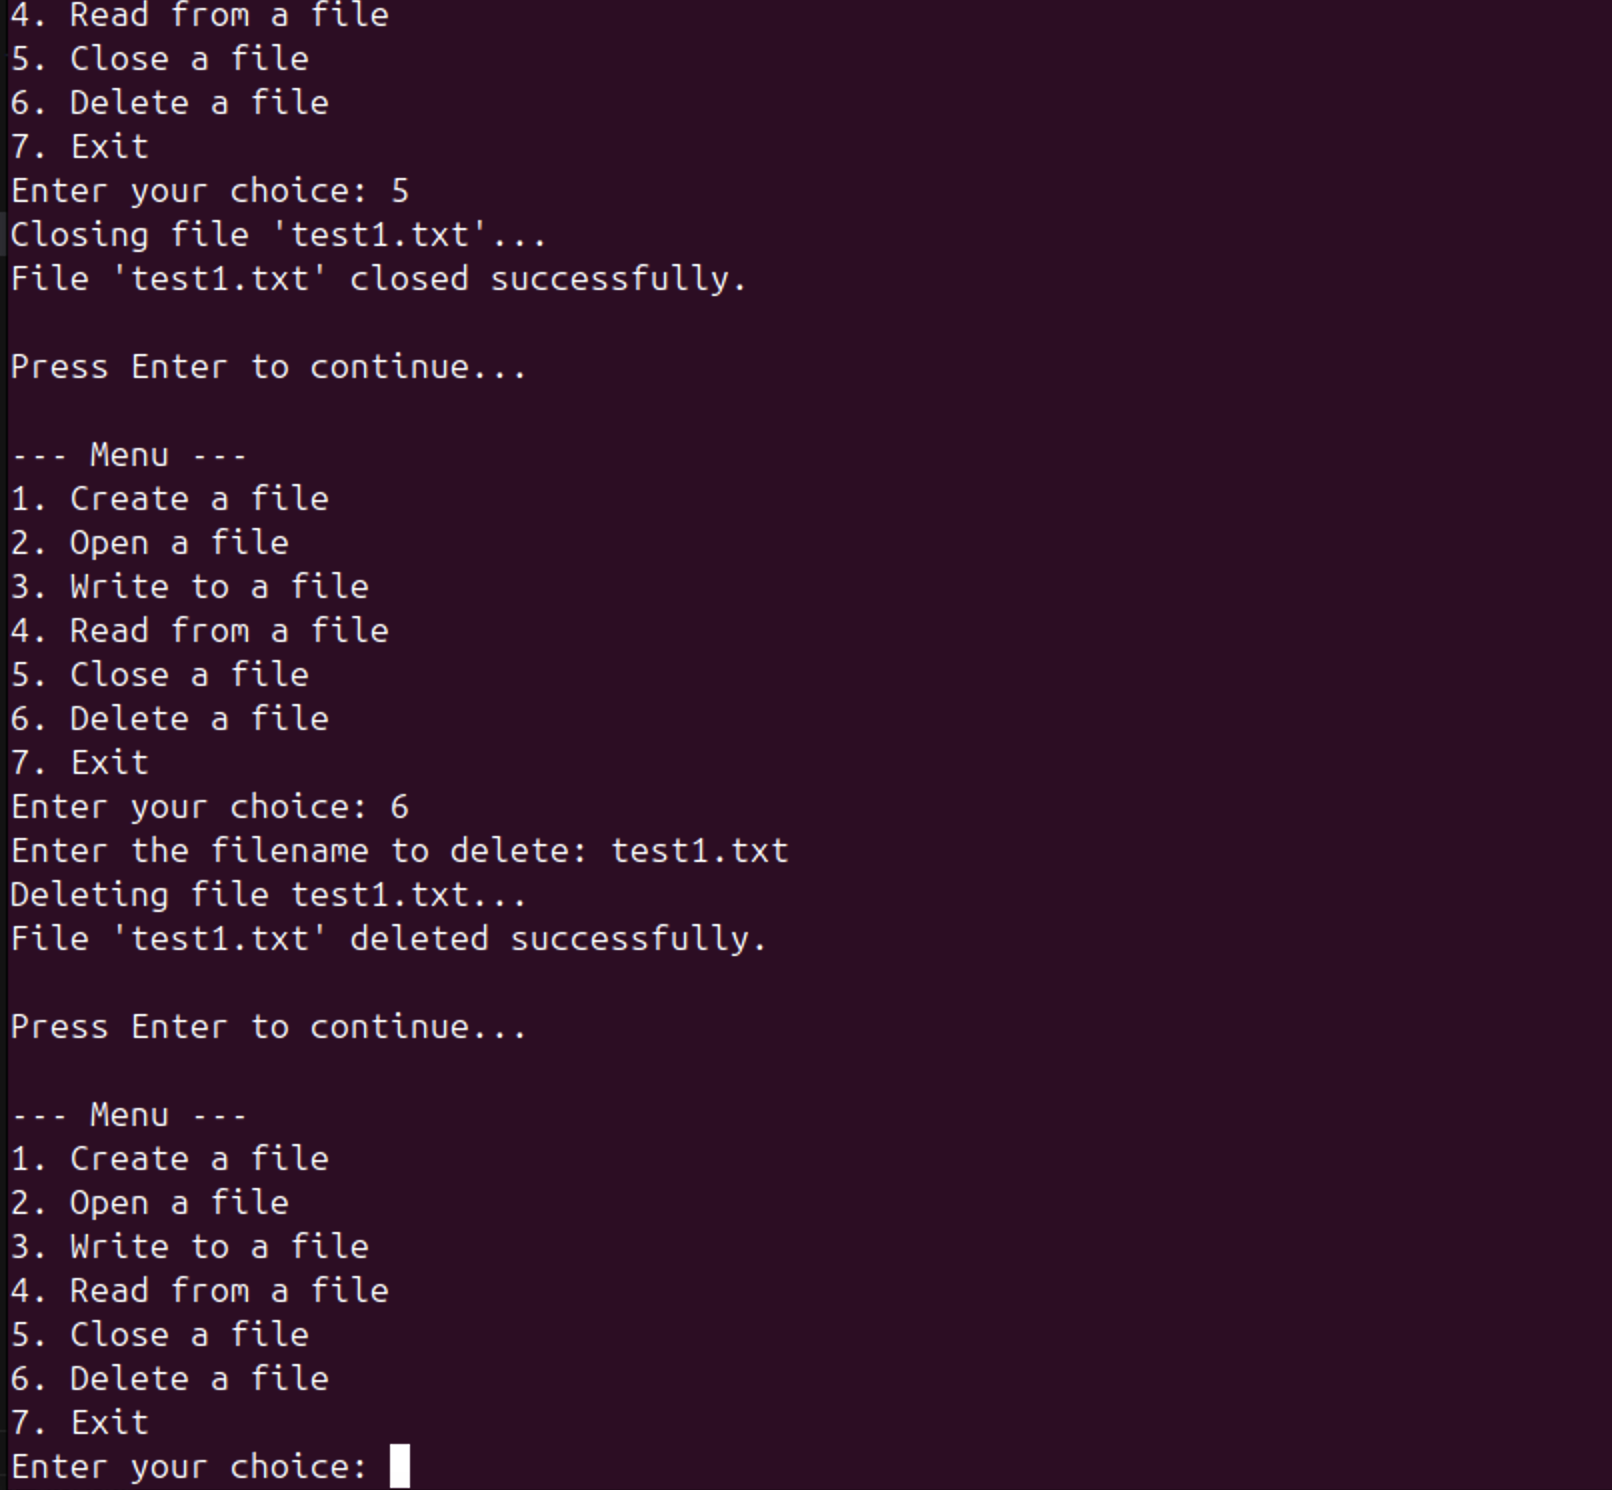 4. Read from a file
5. Close a file
6. Delete a file
7. Exit
Enter your choice: 5
Closing file 'test1.txt'...
File 'test1.txt' closed successfully.
Press Enter to continue...
--- Menu ---
1. Create a file
2. Open a file
3. Write to a file
4. Read from a file
5. Close a file
6. Delete a file
7. Exit
Enter your choice: 6
Enter the filename to delete: test1.txt
Deleting file test1.txt...
File 'test1.txt' deleted successfully.
Press Enter to continue...
--- Menu ---
1. Create a file
2. Open a file
3. Write to a file
4. Read from a file
5. Close a file
6. Delete a file
7. Exit
Enter your choice: